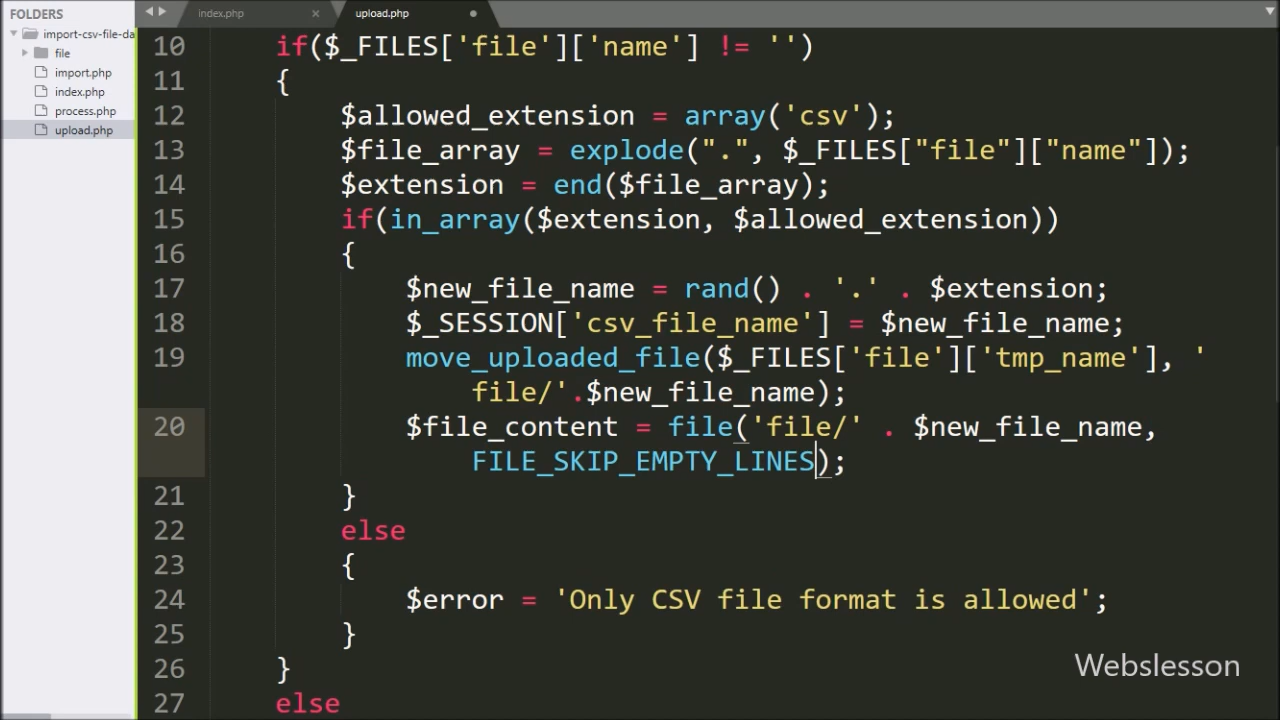 FOLDERS
import-csv-file-da
file
import.php
index.php
process.php
upload.php
index.php ×
upload.php
10 if($_FILES['file']['name'] != '')
11 {
12 $allowed_extension = array('csv');
13 $file_array = explode(".", $_FILES["file"]["name"]);
14 $extension = end($file_array);
15 if(in_array($extension, $allowed_extension))
16 {
17 $new_file_name = rand() . '.' . $extension;
18 $_SESSION['csv_file_name'] = $new_file_name;
19 move_uploaded_file($_FILES['file']['tmp_name'], '
file/'.$new_file_name);
20 $file_content = file('file/' . $new_file_name,
FILE_SKIP_EMPTY_LINES);
21 }
22 else
23 {
24 $error = 'Only CSV file format is allowed';
25 }
26 }
27 else
Webslesson